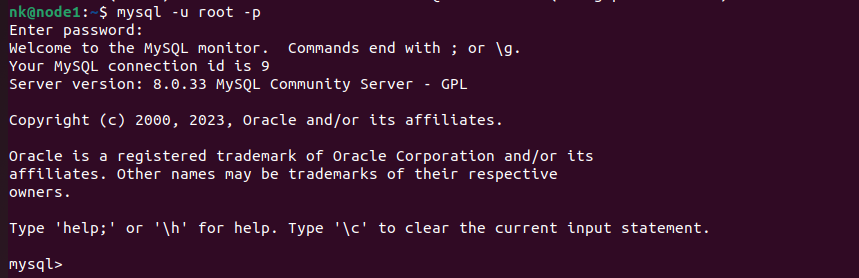 nk@node1:~$ mysql -u root -p
Enter password:
Welcome to the MySQL monitor.  Commands end with ; or \g.
Your MySQL connection id is 9
Server version: 8.0.33 MySQL Community Server - GPL

Copyright (c) 2000, 2023, Oracle and/or its affiliates.

Oracle is a registered trademark of Oracle Corporation and/or its
affiliates. Other names may be trademarks of their respective
owners.

Type 'help;' or '\h' for help. Type '\c' to clear the current input statement.

mysql>